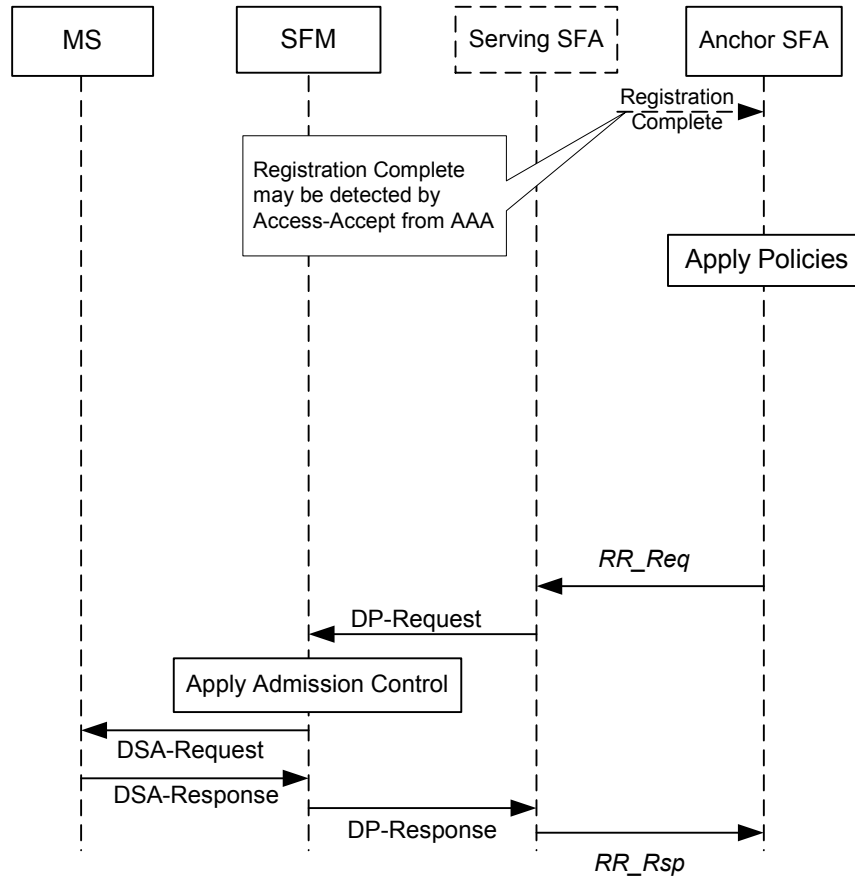 MS
SFM
Serving SFA
Anchor SFA
Registration
Complete
Registration Complete
may be detected by
Access-Accept from AAA
Apply Policies
RR_Req
DP-Request
Apply Admission Control
DSA-Request
DSA-Response
DP-Response
RR_Rsp